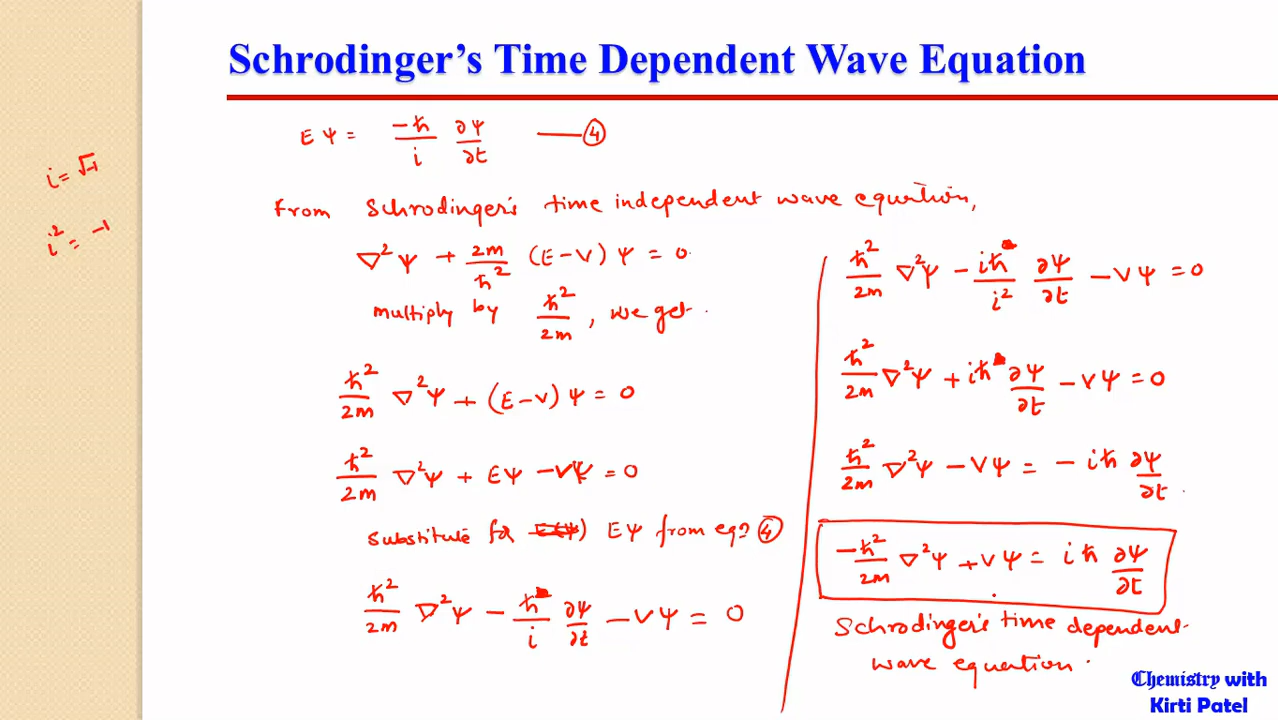 Schrodinger's Time Dependent Wave Equation
i = √-1
i² = -1
EΨ = -ħ/i ∂Ψ/∂t —— ④
From Schrodinger's time independent wave equation,
∇²Ψ + 2m/ħ² (E-V) Ψ = 0
multiply by ħ²/2m, we get
ħ²/2m ∇²Ψ + (E-V) Ψ = 0
ħ²/2m ∇²Ψ + EΨ - VΨ = 0
substitute for EΨ from eqn ④
ħ²/2m ∇²Ψ - ħ/i ∂Ψ/∂t - VΨ = 0
ħ²/2m ∇²Ψ - iħ/i² ∂Ψ/∂t - VΨ = 0
ħ²/2m ∇²Ψ + iħ ∂Ψ/∂t - VΨ = 0
ħ²/2m ∇²Ψ - VΨ = - iħ ∂Ψ/∂t
-ħ²/2m ∇²Ψ + VΨ = iħ ∂Ψ/∂t
Schrodinger's time dependent
wave equation.
Chemistry with
Kirti Patel